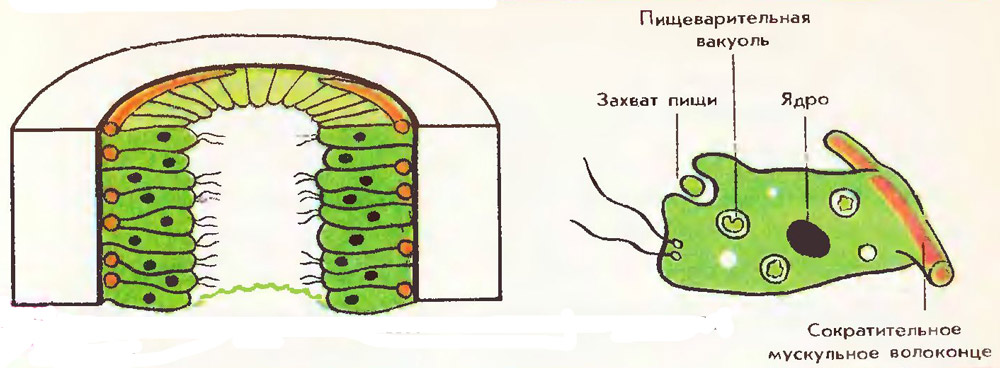 Пищеварительная
вакуоль
Захват пищи
Ядро
Сократительное
мускульное волоконце